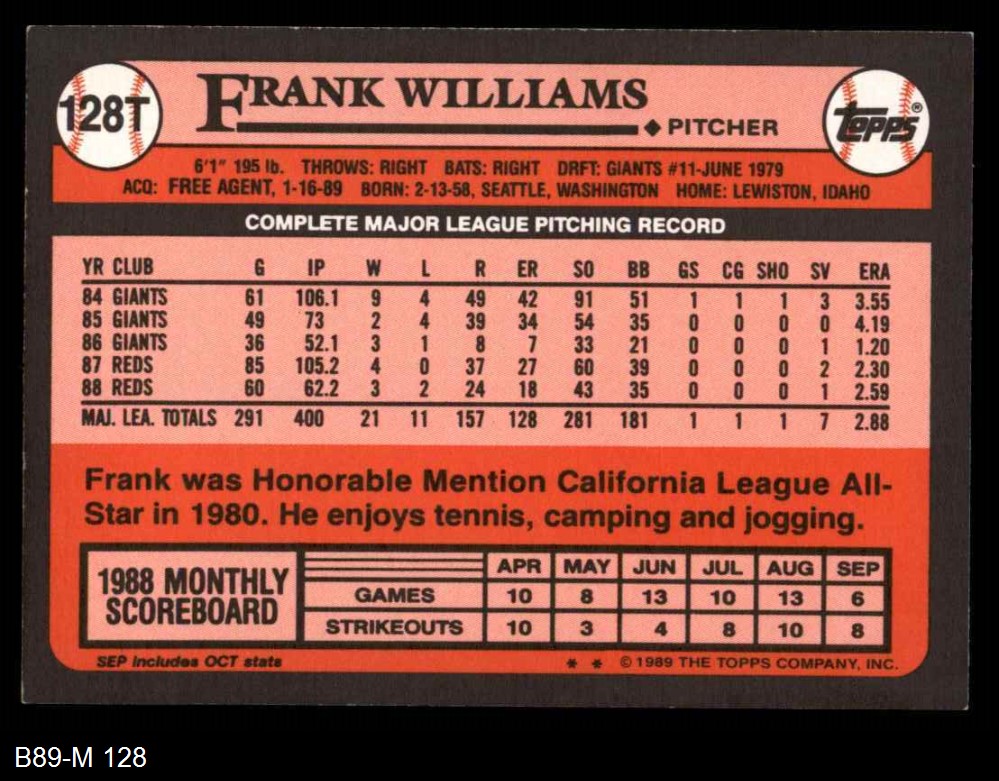 128T
FRANK WILLIAMS
◆ PITCHER
TOPPS®
6'1" 195 lb. THROWS: RIGHT BATS: RIGHT DRFT: GIANTS #11-JUNE 1979
ACQ: FREE AGENT, 1-16-89 BORN: 2-13-58, SEATTLE, WASHINGTON HOME: LEWISTON, IDAHO
COMPLETE MAJOR LEAGUE PITCHING RECORD
YR CLUB G IP W L R ER SO BB GS CG SHO SV ERA
84 GIANTS 61 106.1 9 4 49 42 91 51 1 1 1 3 3.55
85 GIANTS 49 73 2 4 39 34 54 35 0 0 0 0 4.19
86 GIANTS 36 52.1 3 1 8 7 33 21 0 0 0 1 1.20
87 REDS 85 105.2 4 0 37 27 60 39 0 0 0 2 2.30
88 REDS 60 62.2 3 2 24 18 43 35 0 0 0 1 2.59
MAJ. LEA. TOTALS 291 400 21 11 157 128 281 181 1 1 1 7 2.88
Frank was Honorable Mention California League All-
Star in 1980. He enjoys tennis, camping and jogging.
1988 MONTHLY
SCOREBOARD
APR MAY JUN JUL AUG SEP
GAMES 10 8 13 10 13 6
STRIKEOUTS 10 3 4 8 10 8
SEP includes OCT stats
* * ©1989 THE TOPPS COMPANY, INC.
B89-M 128